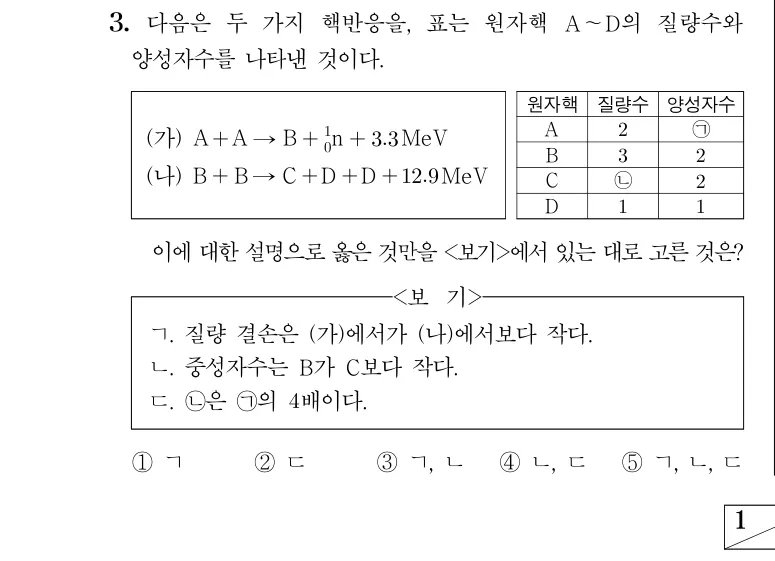 3. 다음은 두 가지 핵반응을, 표는 원자핵 A~D의 질량수와
양성자수를 나타낸 것이다.
(가) A+A → B+¹₀n+3.3MeV
(나) B+B → C+D+D+12.9MeV
원자핵 질량수 양성자수
A 2 ㉠
B 3 2
C ㉡ 2
D 1 1
이에 대한 설명으로 옳은 것만을 <보기>에서 있는 대로 고른 것은?
<보 기>
ㄱ. 질량 결손은 (가)에서가 (나)에서보다 작다.
ㄴ. 중성자수는 B가 C보다 작다.
ㄷ. ㉡은 ㉠의 4배이다.
① ㄱ ② ㄷ ③ ㄱ, ㄴ ④ ㄴ, ㄷ ⑤ ㄱ, ㄴ, ㄷ
1